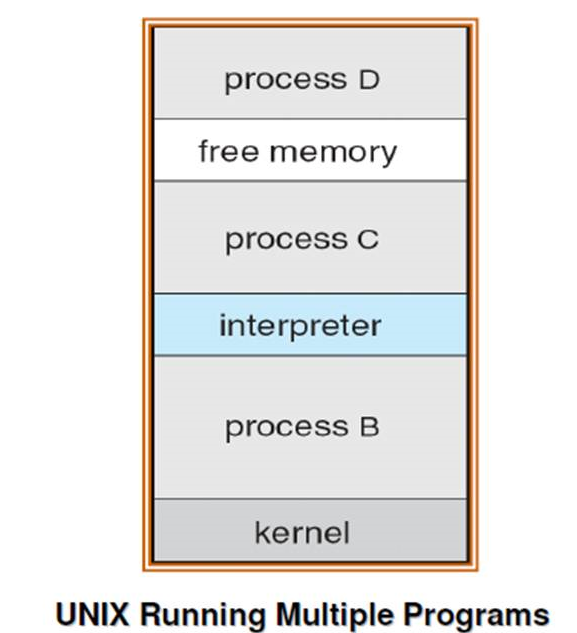 process D
free memory
process C
interpreter
process B
kernel
UNIX Running Multiple Programs